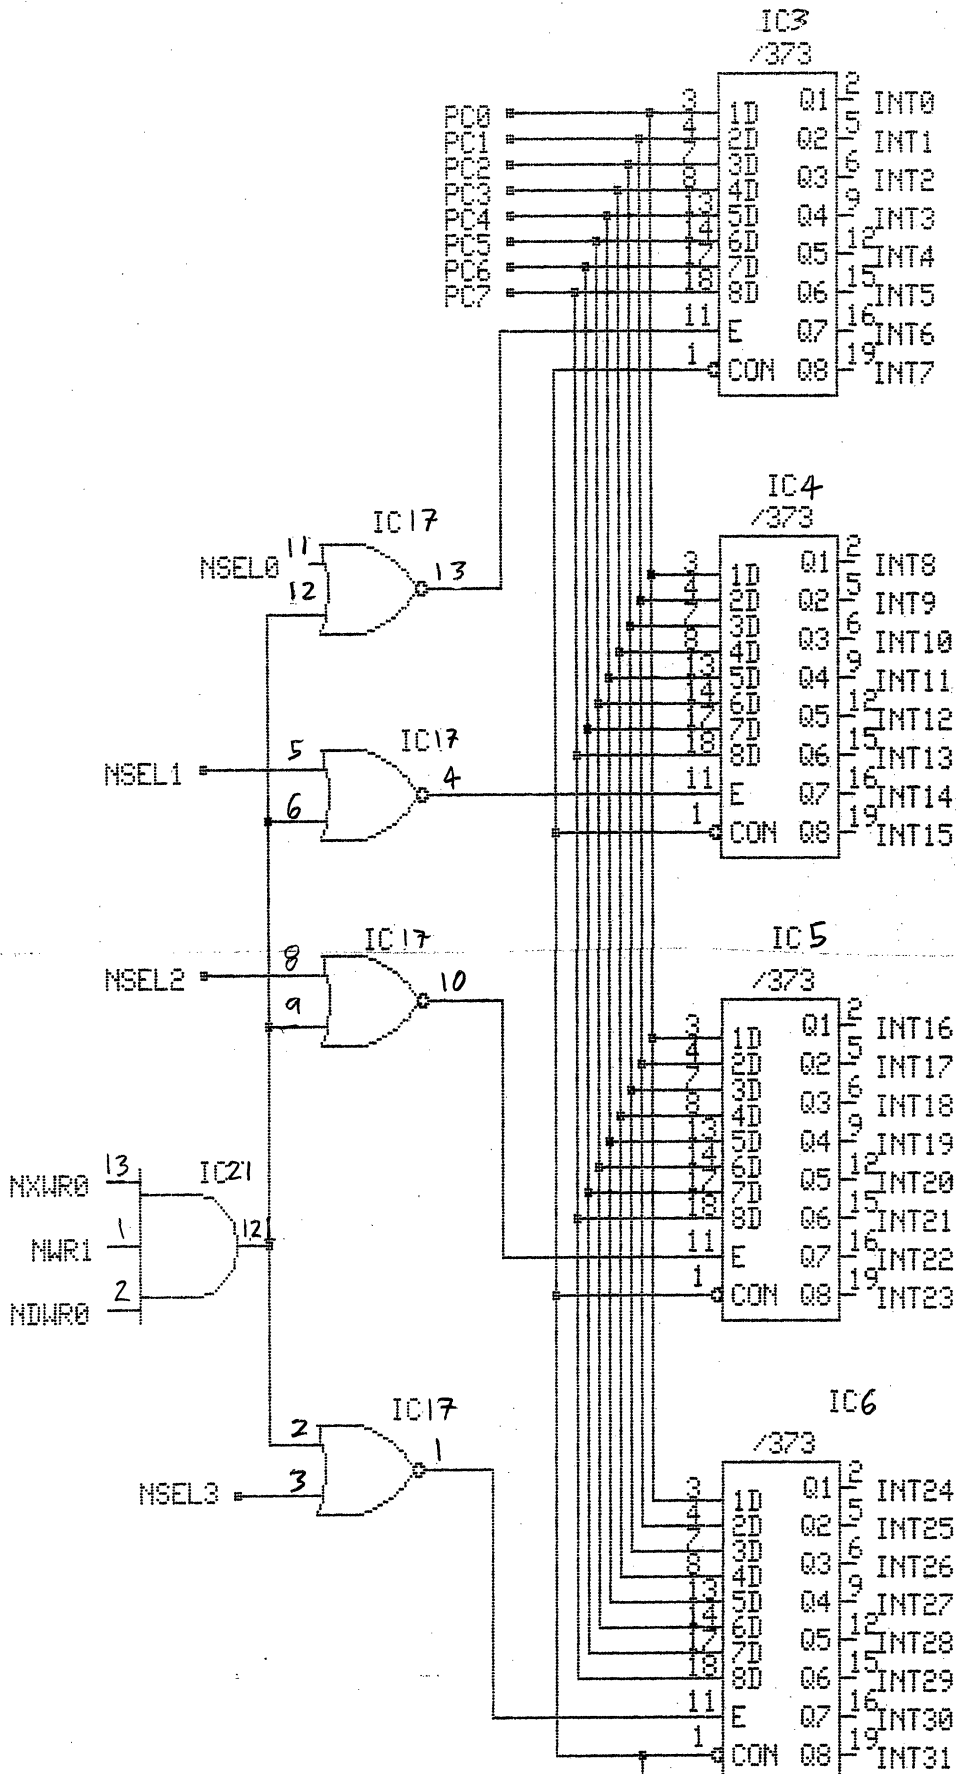 IC3
/373
PC0 3 1D Q1 2 INT0
PC1 4 2D Q2 5 INT1
PC2 7 3D Q3 6 INT2
PC3 8 4D Q4 9 INT3
PC4 13 5D Q5 12 INT4
PC5 14 6D Q6 15 INT5
PC6 17 7D Q7 16 INT6
PC7 18 8D Q8 19 INT7
11 E
1 CON
IC4
/373
3 1D Q1 2 INT8
4 2D Q2 5 INT9
7 3D Q3 6 INT10
8 4D Q4 9 INT11
13 5D Q5 12 INT12
14 6D Q6 15 INT13
17 7D Q7 16 INT14
18 8D Q8 19 INT15
11 E
1 CON
IC17
NSEL0 11
12
13
IC17
NSEL1 5
6
4
IC17
NSEL2 8
9
10
IC5
/373
3 1D Q1 2 INT16
4 2D Q2 5 INT17
7 3D Q3 6 INT18
8 4D Q4 9 INT19
13 5D Q5 12 INT20
14 6D Q6 15 INT21
17 7D Q7 16 INT22
18 8D Q8 19 INT23
11 E
1 CON
IC21
NXWR0 13
NWR1 1
NDWR0 2
12
IC17
2
NSEL3 3
1
IC6
/373
3 1D Q1 2 INT24
4 2D Q2 5 INT25
7 3D Q3 6 INT26
8 4D Q4 9 INT27
13 5D Q5 12 INT28
14 6D Q6 15 INT29
17 7D Q7 16 INT30
18 8D Q8 19 INT31
11 E
1 CON